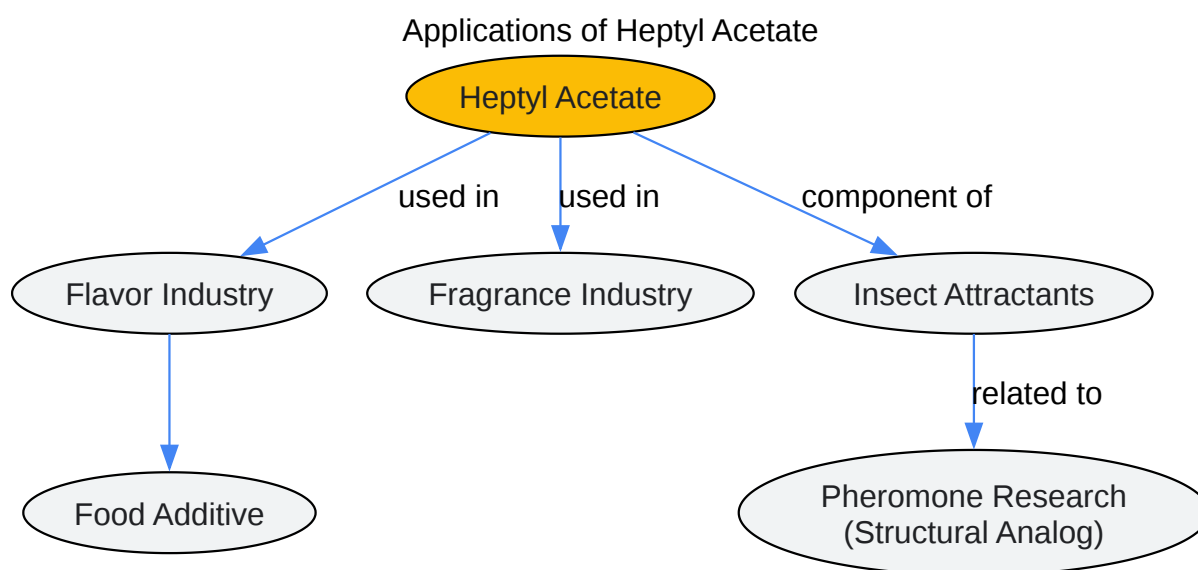 Applications of Heptyl Acetate
Heptyl Acetate
used in
used in
component of
Flavor Industry
Fragrance Industry
Insect Attractants
related to
Food Additive
Pheromone Research
(Structural Analog)